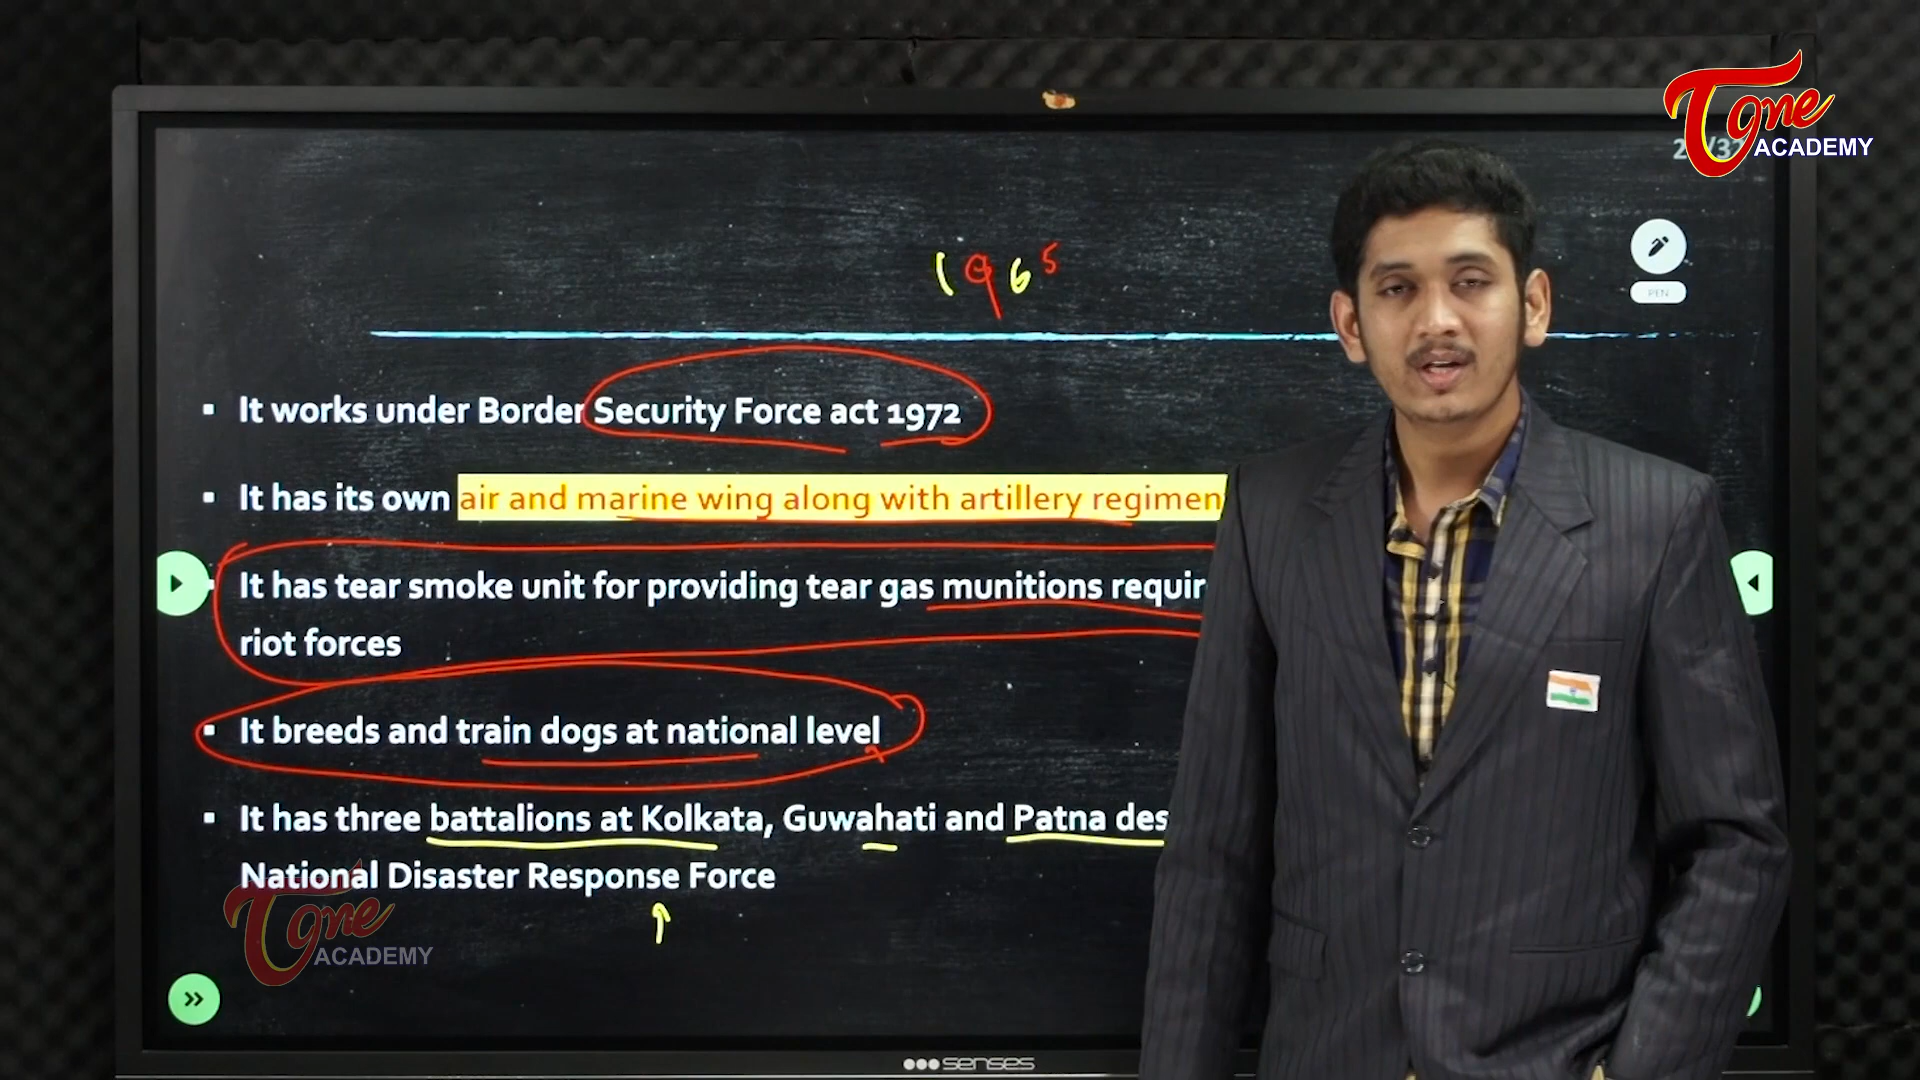 Tone
ACADEMY
1965
PEN
It works under Border Security Force act 1972
It has its own air and marine wing along with artillery regimen
It has tear smoke unit for providing tear gas munitions requir
riot forces
It breeds and train dogs at national level
It has three battalions at Kolkata, Guwahati and Patna des
National Disaster Response Force
Tone
ACADEMY
senses